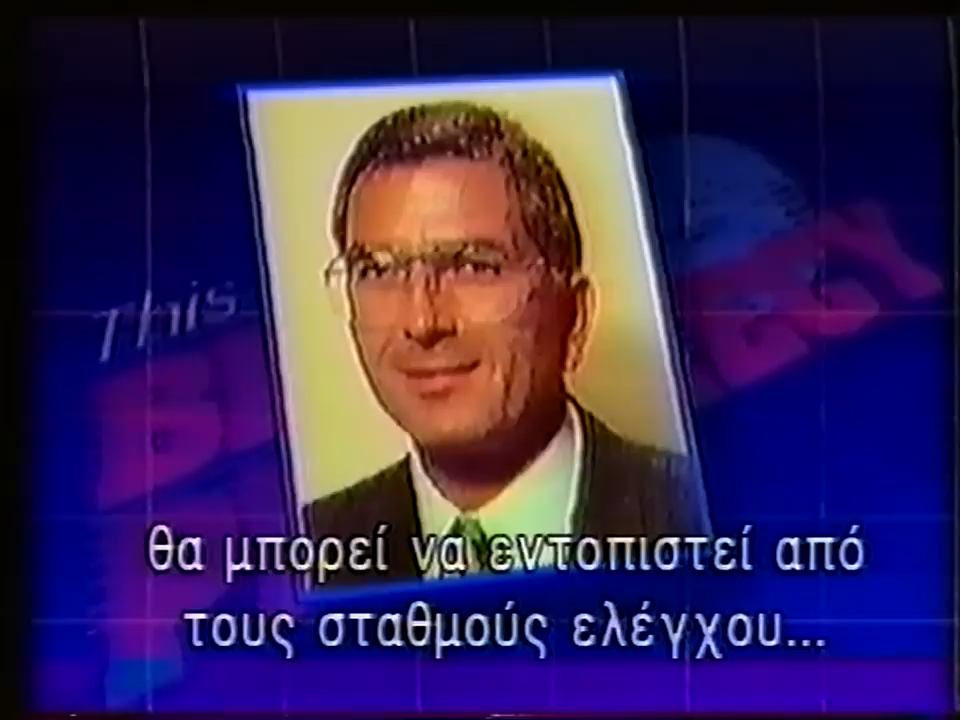 This
θα μπορεί να εντοπιστεί από
τους σταθμούς ελέγχου...